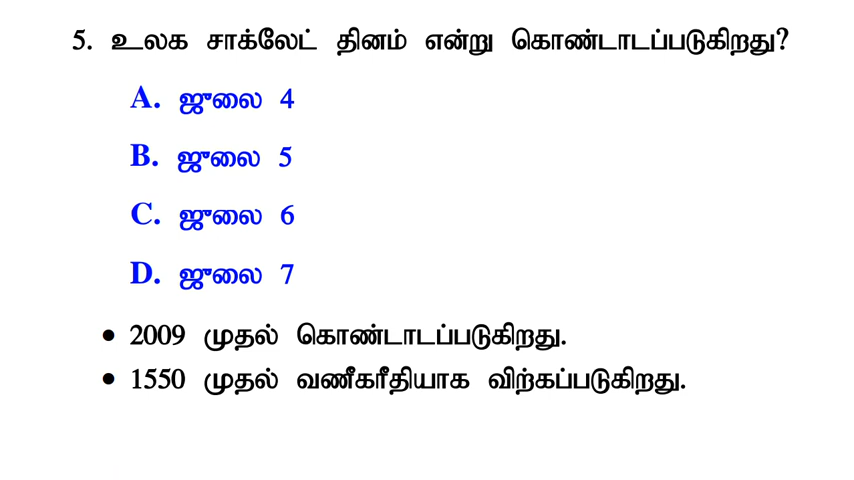 5. உலக சாக்லேட் தினம் என்று கொண்டாடப்படுகிறது?
A. ஜுலை 4
B. ஜுலை 5
C. ஜுலை 6
D. ஜுலை 7
• 2009 முதல் கொண்டாடப்படுகிறது.
• 1550 முதல் வணீகரீதியாக விற்கப்படுகிறது.